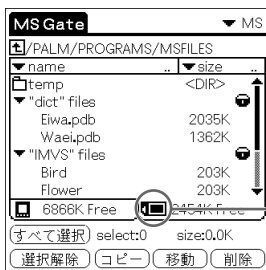 MS Gate ▼ MS
/PALM/PROGRAMS/MSFILES
▼name .. ▼size ..
temp <DIR>
▼ "dict" files
Eiwa.pdb 2035K
Waei.pdb 1362K
▼ "IMVS" files
Bird 203K
Flower 203K
6866K Free 2454K Free
すべて選択 select:0 size:0.0K
選択解除 コピー 移動 削除